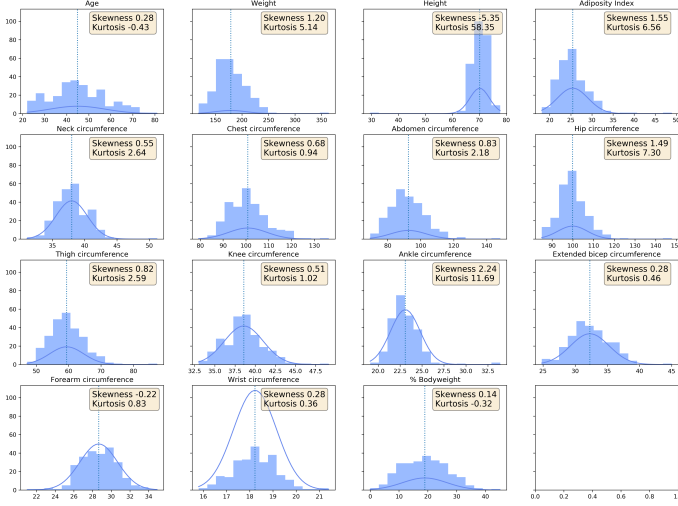 Age
Skewness 0.28
Kurtosis -0.43
100
80
60
40
20
0
20 30 40 50 60 70 80
Weight
Skewness 1.20
Kurtosis 5.14
150 200 250 300 350
Height
Skewness -5.35
Kurtosis 58.35
30 40 50 60 70 80
Adiposity Index
Skewness 1.55
Kurtosis 6.56
20 25 30 35 40 45 50
Neck circumference
Skewness 0.55
Kurtosis 2.64
100
80
60
40
20
0
35 40 45 50
Chest circumference
Skewness 0.68
Kurtosis 0.94
80 90 100 110 120 130
Abdomen circumference
Skewness 0.83
Kurtosis 2.18
80 100 120 140
Hip circumference
Skewness 1.49
Kurtosis 7.30
90 100 110 120 130 140
Thigh circumference
Skewness 0.82
Kurtosis 2.59
100
80
60
40
20
0
50 60 70 80
Knee circumference
Skewness 0.51
Kurtosis 1.02
32.5 35.0 37.5 40.0 42.5 45.0 47.5
Ankle circumference
Skewness 2.24
Kurtosis 11.69
20.0 22.5 25.0 27.5 30.0 32.5
Extended bicep circumference
Skewness 0.28
Kurtosis 0.46
25 30 35 40 45
Forearm circumference
Skewness -0.22
Kurtosis 0.83
100
80
60
40
20
0
22 24 26 28 30 32 34
Wrist circumference
Skewness 0.28
Kurtosis 0.36
16 17 18 19 20 21
% Bodyweight
Skewness 0.14
Kurtosis -0.32
0 10 20 30 40
0.0 0.2 0.4 0.6 0.8